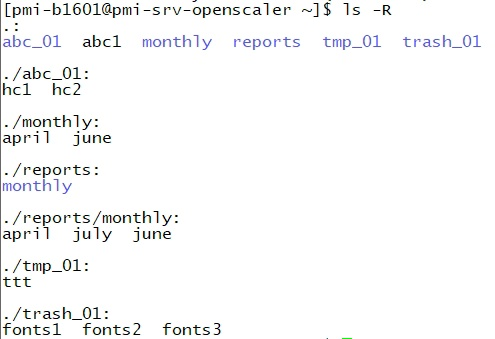 [pmi-b1601@pmi-srv-openscaler ~]$ ls -R
.:
abc_01  abc1  monthly  reports  tmp_01  trash_01

./abc_01:
hc1  hc2

./monthly:
april  june

./reports:
monthly

./reports/monthly:
april  july  june

./tmp_01:
ttt

./trash_01:
fonts1  fonts2  fonts3